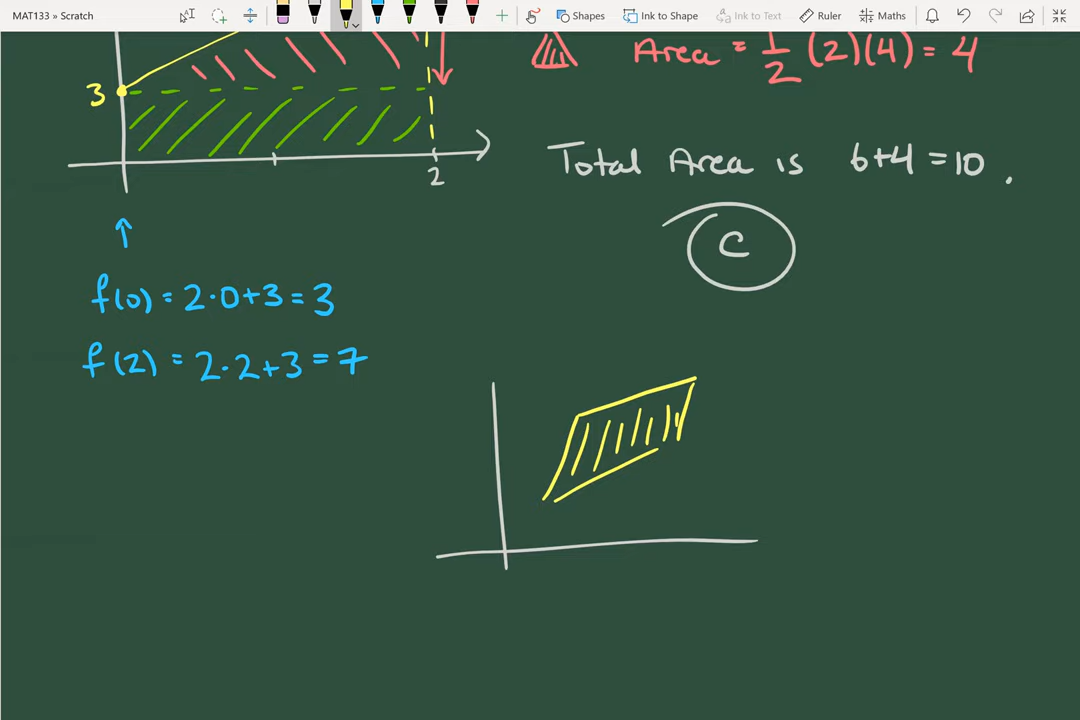 MAT133 » Scratch
Shapes
Ink to Shape
Ink to Text
Ruler
Maths
3
2
Area = 1/2 (2)(4) = 4
Total Area is 6+4 = 10.
C
f(0) = 2·0+3 = 3
f(2) = 2·2+3 = 7